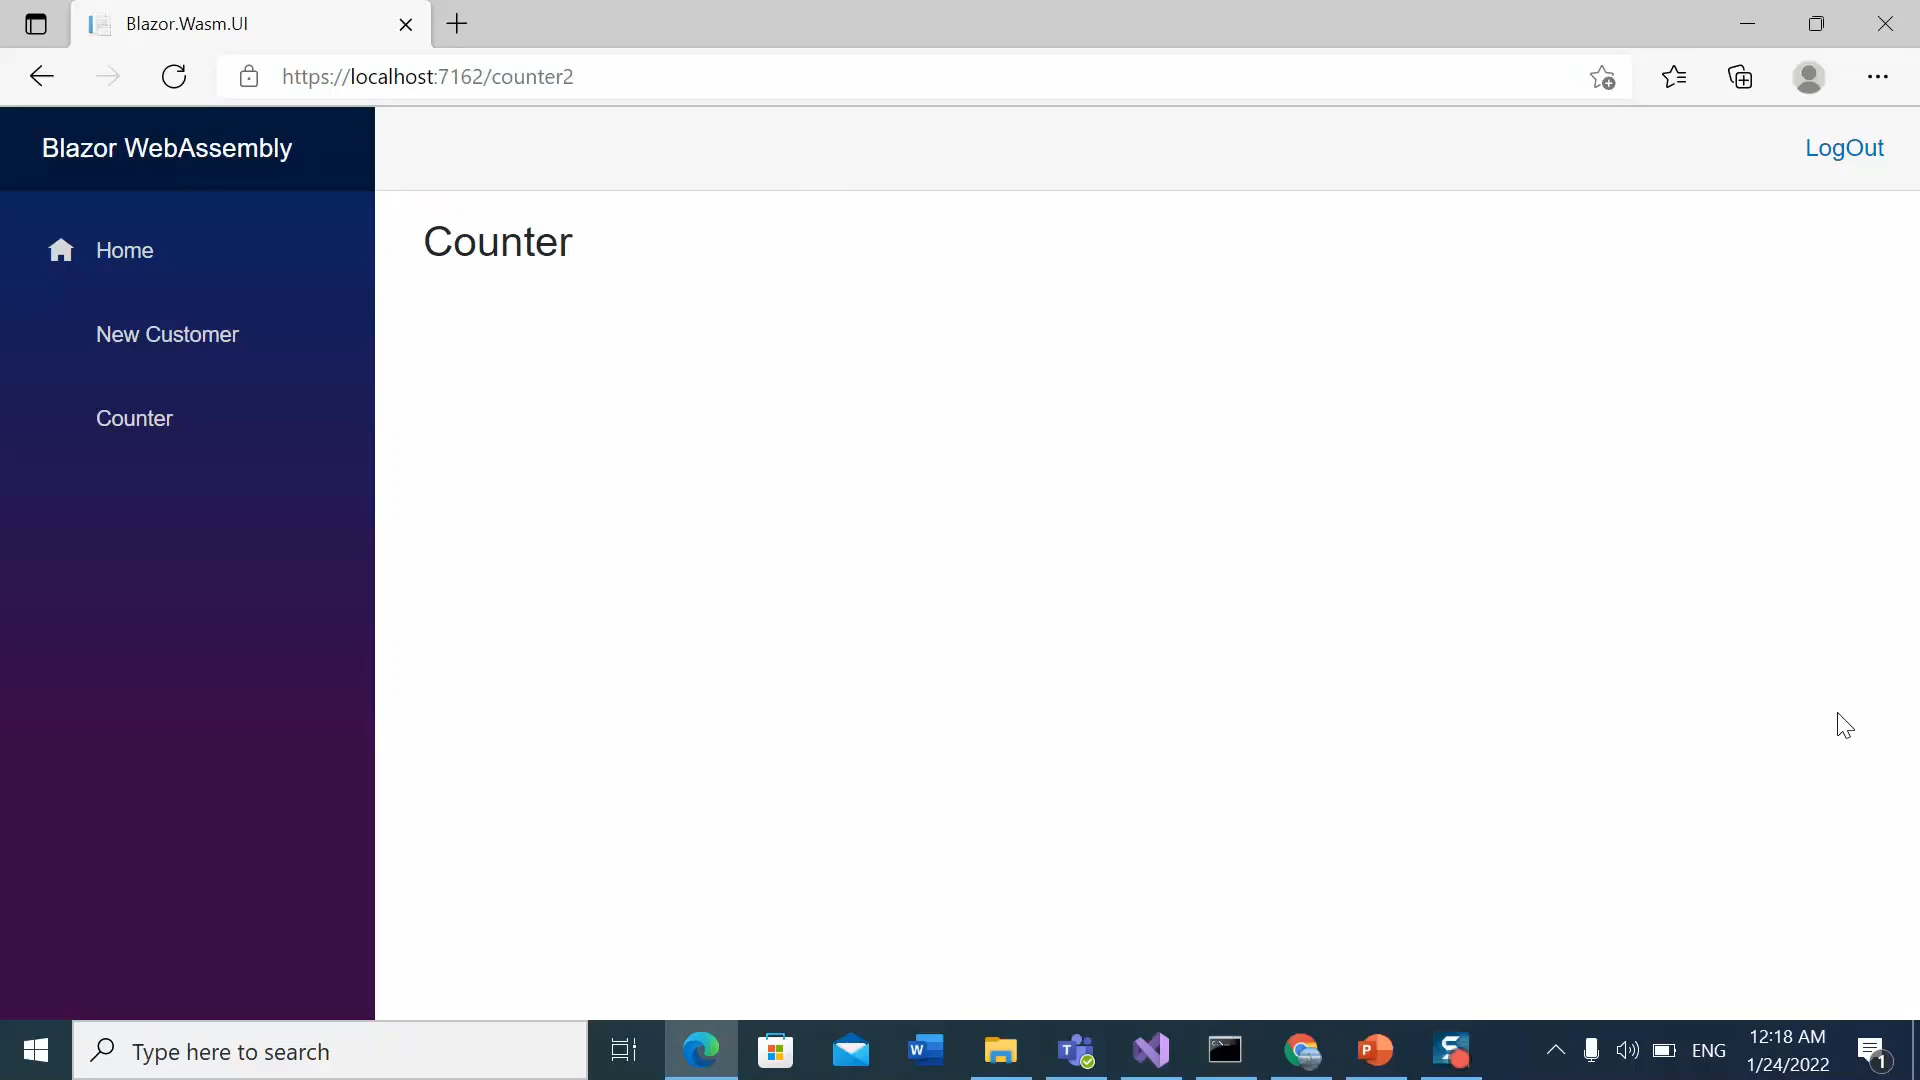 Blazor.Wasm.UI
https://localhost:7162/counter2
Blazor WebAssembly
LogOut
Home
New Customer
Counter
Counter
Type here to search
ENG
12:18 AM
1/24/2022
1